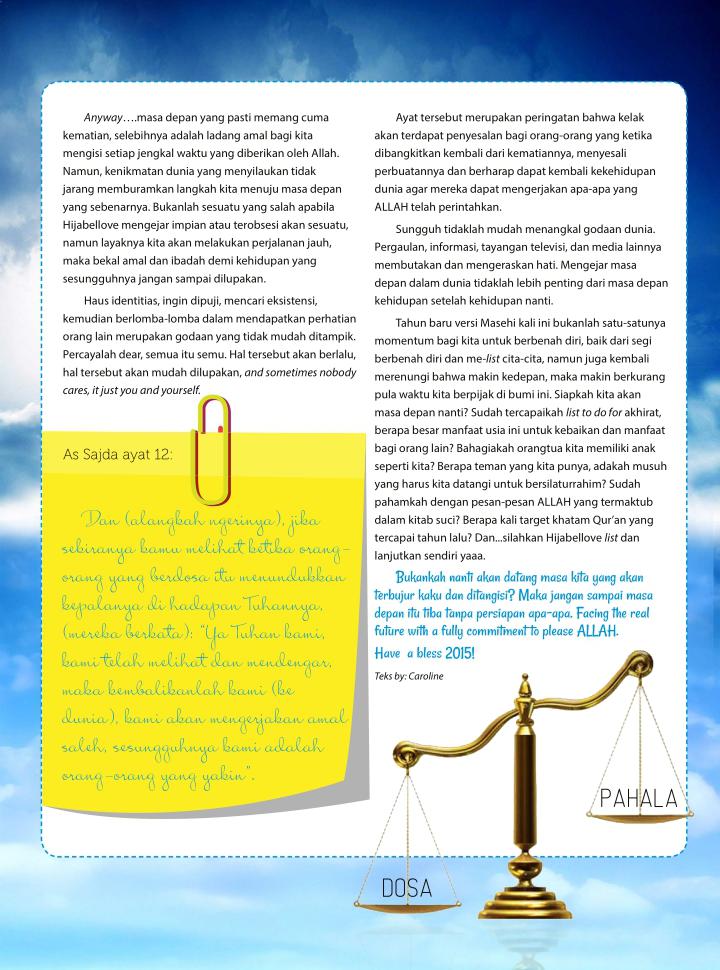 Anyway….masa depan yang pasti memang cuma
kematian, selebihnya adalah ladang amal bagi kita
mengisi setiap jengkal waktu yang diberikan oleh Allah.
Namun, kenikmatan dunia yang menyilaukan tidak
jarang memburamkan langkah kita menuju masa depan
yang sebenarnya. Bukanlah sesuatu yang salah apabila
Hijabellove mengejar impian atau terobsesi akan sesuatu,
namun layaknya kita akan melakukan perjalanan jauh,
maka bekal amal dan ibadah demi kehidupan yang
sesungguhnya jangan sampai dilupakan.
Haus identitias, ingin dipuji, mencari eksistensi,
kemudian berlomba-lomba dalam mendapatkan perhatian
orang lain merupakan godaan yang tidak mudah ditampik.
Percayalah dear, semua itu semu. Hal tersebut akan berlalu,
hal tersebut akan mudah dilupakan, and sometimes nobody
cares, it just you and yourself.
As Sajda ayat 12:
Dan (alangkah ngerinya), jika
sekiranya kamu melihat ketika orang-
orang yang berdosa itu menundukkan
kepalanya di hadapan Tuhannya,
(mereka berkata): "Ya Tuhan kami,
kami telah melihat dan mendengar,
maka kembalikanlah kami (ke
dunia), kami akan mengerjakan amal
saleh, sesungguhnya kami adalah
orang-orang yang yakin".
Ayat tersebut merupakan peringatan bahwa kelak
akan terdapat penyesalan bagi orang-orang yang ketika
dibangkitkan kembali dari kematiannya, menyesali
perbuatannya dan berharap dapat kembali kekehidupan
dunia agar mereka dapat mengerjakan apa-apa yang
ALLAH telah perintahkan.
Sungguh tidaklah mudah menangkal godaan dunia.
Pergaulan, informasi, tayangan televisi, dan media lainnya
membutakan dan mengeraskan hati. Mengejar masa
depan dalam dunia tidaklah lebih penting dari masa depan
kehidupan setelah kehidupan nanti.
Tahun baru versi Masehi kali ini bukanlah satu-satunya
momentum bagi kita untuk berbenah diri, baik dari segi
berbenah diri dan me-list cita-cita, namun juga kembali
merenungi bahwa makin kedepan, maka makin berkurang
pula waktu kita berpijak di bumi ini. Siapkah kita akan
masa depan nanti? Sudah tercapaikah list to do for akhirat,
berapa besar manfaat usia ini untuk kebaikan dan manfaat
bagi orang lain? Bahagiakah orangtua kita memiliki anak
seperti kita? Berapa teman yang kita punya, adakah musuh
yang harus kita datangi untuk bersilaturrahim? Sudah
pahamkah dengan pesan-pesan ALLAH yang termaktub
dalam kitab suci? Berapa kali target khatam Qur'an yang
tercapai tahun lalu? Dan...silahkan Hijabellove list dan
lanjutkan sendiri yaaa.
Bukankah nanti akan datang masa kita yang akan
terbujur kaku dan ditangisi? Maka jangan sampai masa
depan itu tiba tanpa persiapan apa-apa. Facing the real
future with a fully commitment to please ALLAH.
Have a bless 2015!
Teks by: Caroline
PAHALA
DOSA